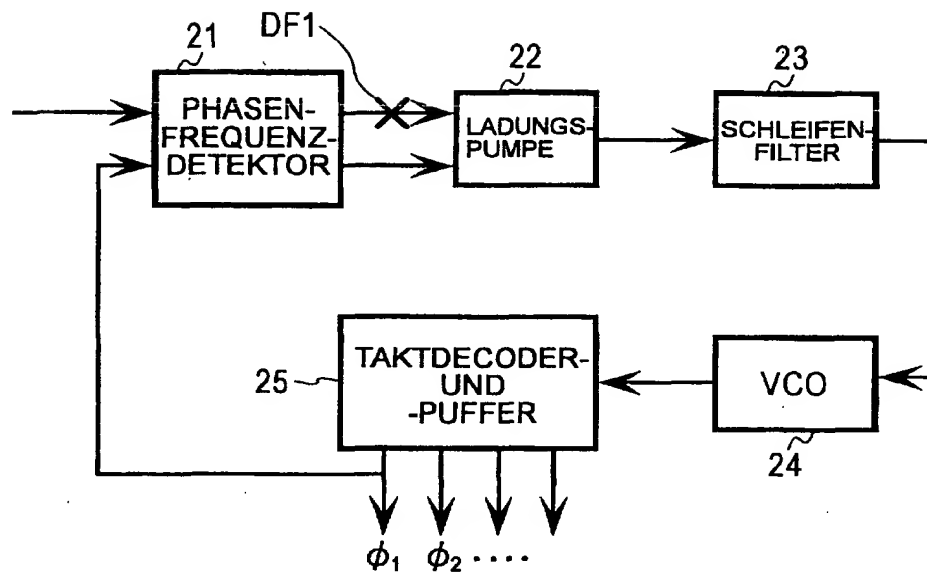 DF1
21
22
23
PHASEN-
FREQUENZ-
DETEKTOR
LADUNGS-
PUMPE
SCHLEIFEN-
FILTER
25
TAKTDECODER-
UND
-PUFFER
VCO
24
ϕ1 ϕ2 ....